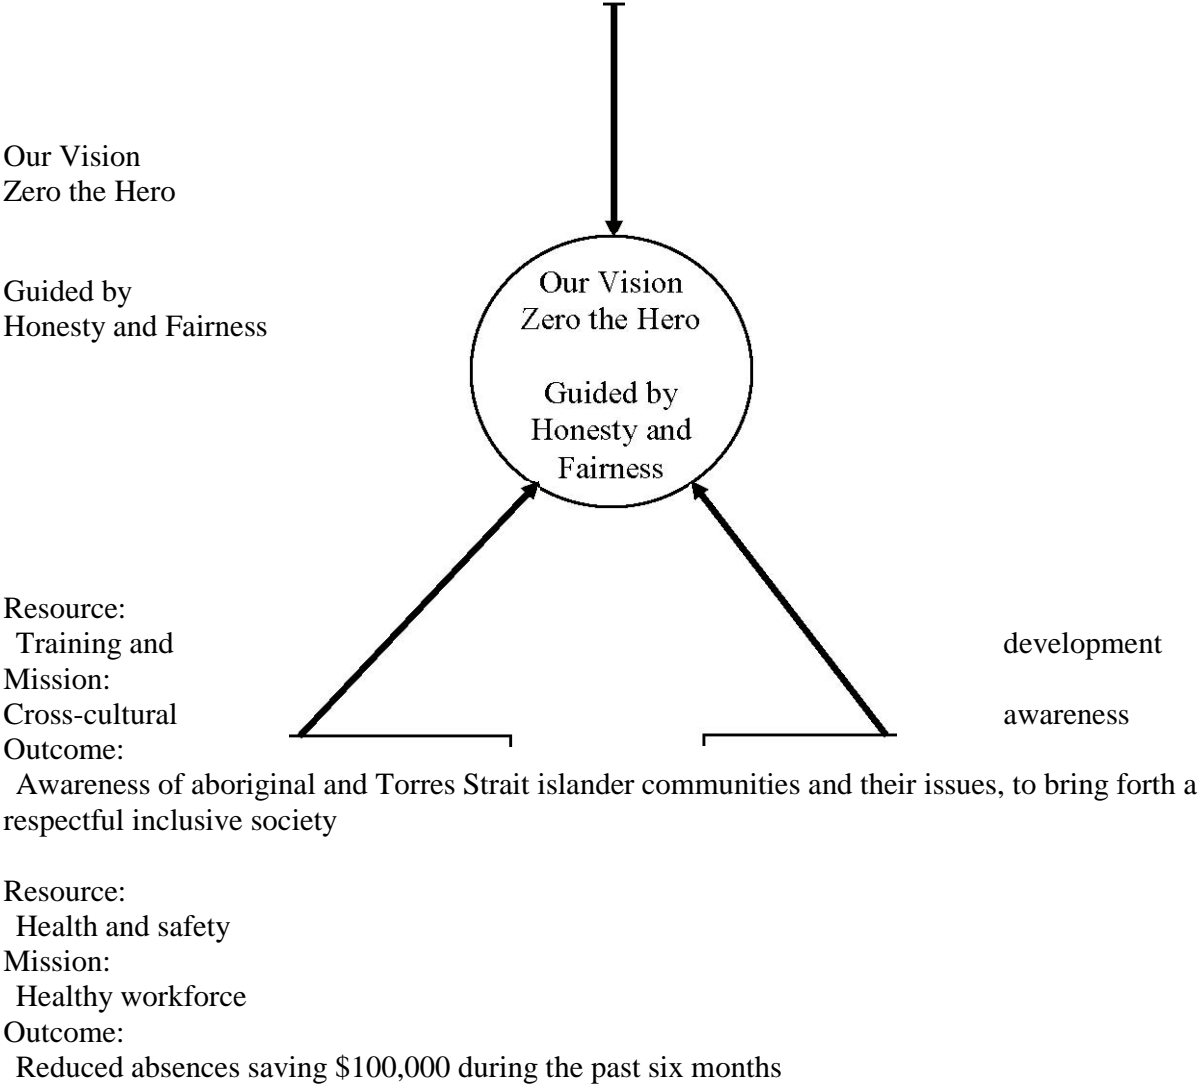 Our Vision
Zero the Hero
Guided by
Honesty and Fairness
Our Vision
Zero the Hero
Guided by
Honesty and
Fairness
Resource:
Training and development
Mission:
Cross-cultural awareness
Outcome:
Awareness of aboriginal and Torres Strait islander communities and their issues, to bring forth a
respectful inclusive society
Resource:
Health and safety
Mission:
Healthy workforce
Outcome:
Reduced absences saving $100,000 during the past six months